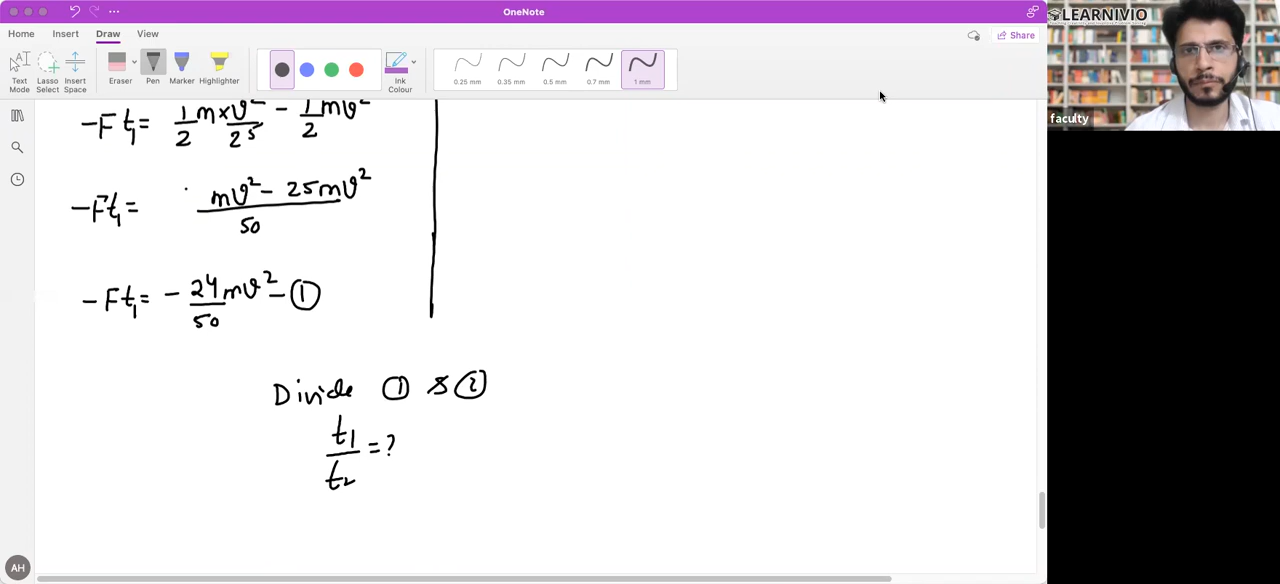 OneNote
Home Insert Draw View
Share
Text Mode
Lasso Select
Insert Space
Eraser
Pen
Marker
Highlighter
Ink Colour
0.25 mm 0.35 mm 0.5 mm 0.7 mm 1 mm
LEARNIVIO
faculty
-Ft₁ = 1/2 m × v²/25 - 1/2 mv²
-Ft₁ = mv² - 25mv² / 50
-Ft₁ = - 24/50 mv² - ①
Divide ① & ②
t₁/t₂ = ?
AH